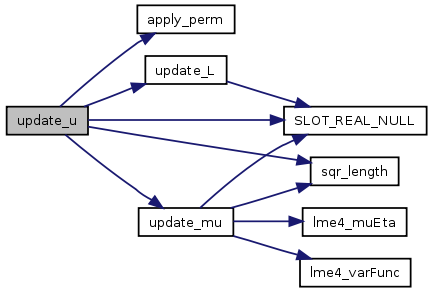 apply_perm
update_L
update_u
SLOT_REAL_NULL
sqr_length
update_mu
lme4_muEta
lme4_varFunc